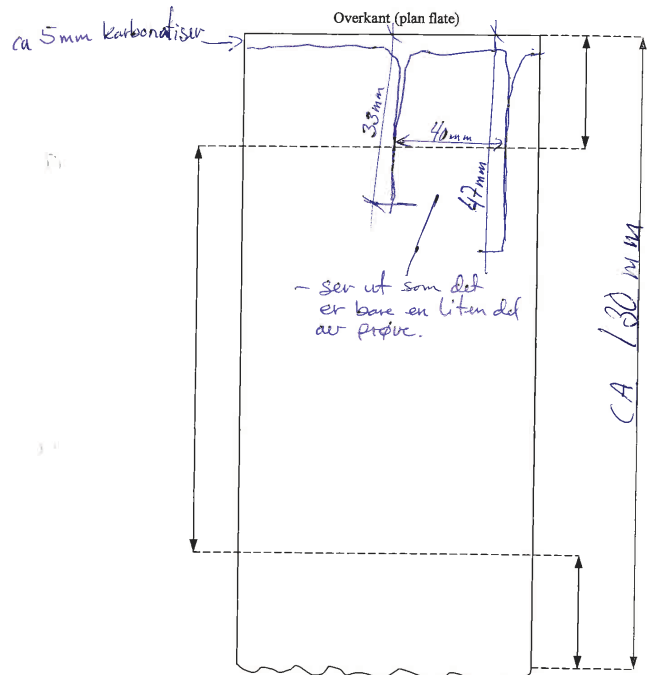 Overkant (plan flate)
ca 5mm karbonatiser
33mm
40mm
47mm
- ser ut som det
er bare en liten del
av prøve.
CA 130 mm